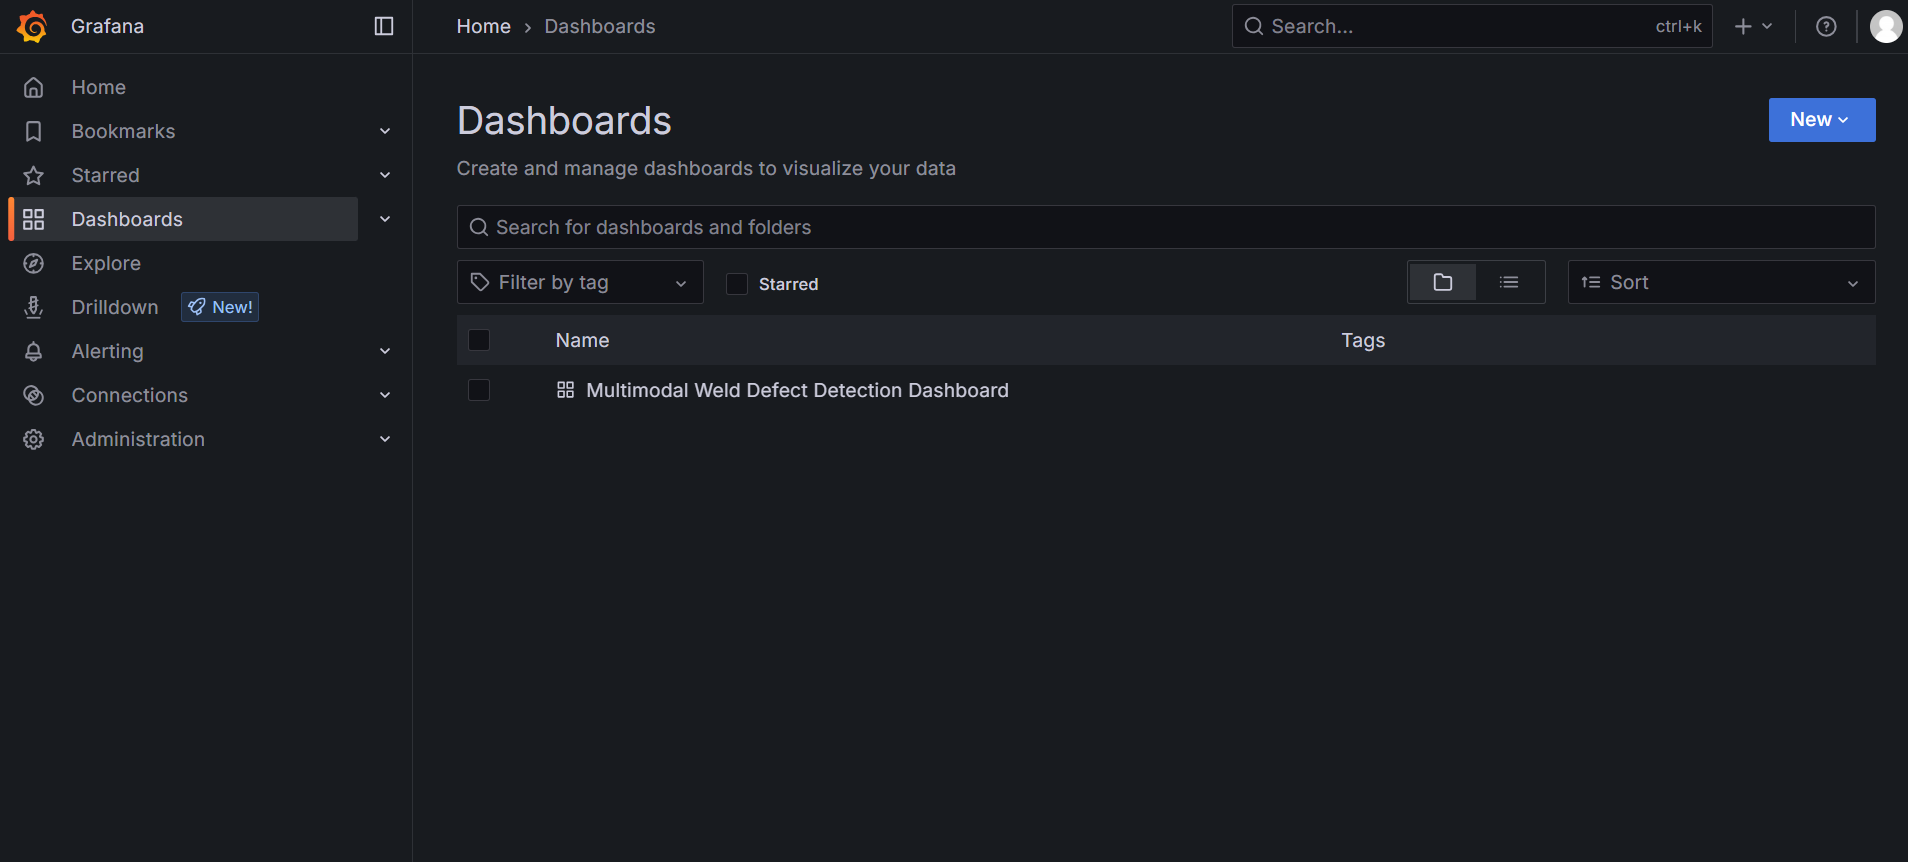 Grafana
Home
Dashboards
Search...
ctrl+k
Home
Bookmarks
Starred
Dashboards
Explore
Drilldown
New!
Alerting
Connections
Administration
Dashboards
New
Create and manage dashboards to visualize your data
Search for dashboards and folders
Filter by tag
Starred
Sort
Name
Tags
Multimodal Weld Defect Detection Dashboard